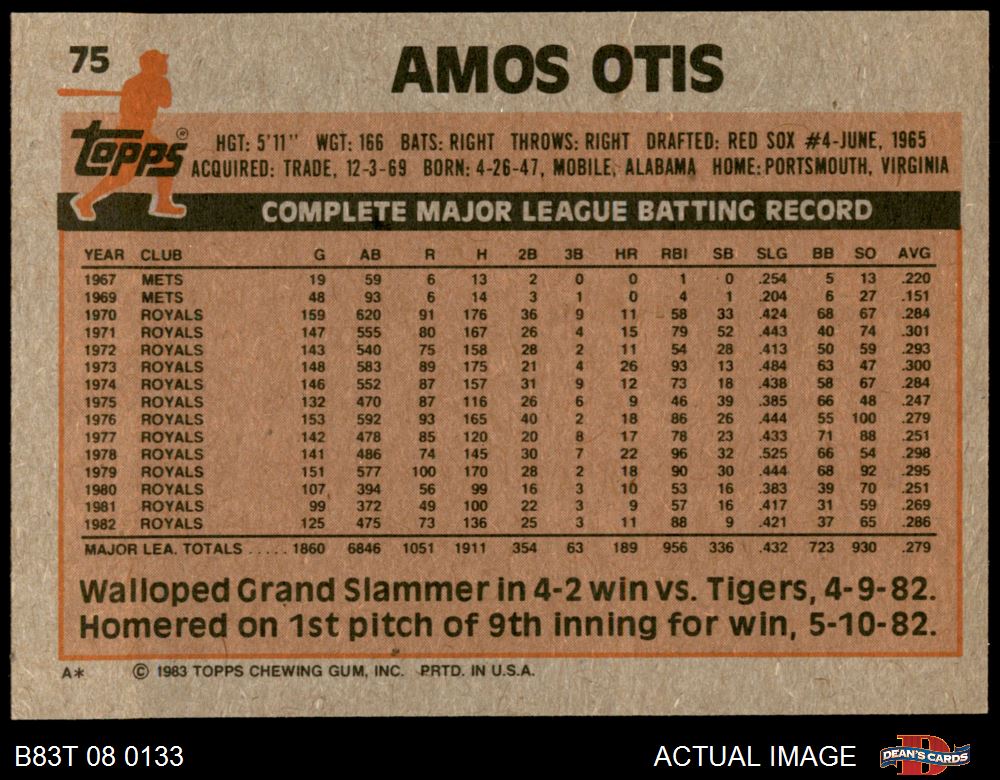 75
AMOS OTIS
topps ®
HGT: 5'11" WGT: 166 BATS: RIGHT THROWS: RIGHT DRAFTED: RED SOX #4-JUNE, 1965
ACQUIRED: TRADE, 12-3-69 BORN: 4-26-47, MOBILE, ALABAMA HOME: PORTSMOUTH, VIRGINIA
COMPLETE MAJOR LEAGUE BATTING RECORD
YEAR CLUB G AB R H 2B 3B HR RBI SB SLG BB SO AVG
1967 METS 19 59 6 13 2 0 0 1 0 .254 5 13 .220
1969 METS 48 93 6 14 3 1 0 4 1 .204 6 27 .151
1970 ROYALS 159 620 91 176 36 9 11 58 33 .424 68 67 .284
1971 ROYALS 147 555 80 167 26 4 15 79 52 .443 40 74 .301
1972 ROYALS 143 540 75 158 28 2 11 54 28 .413 50 59 .293
1973 ROYALS 148 583 89 175 21 4 26 93 13 .484 63 47 .300
1974 ROYALS 146 552 87 157 31 9 12 73 18 .438 58 67 .284
1975 ROYALS 132 470 87 116 26 6 9 46 39 .385 66 48 .247
1976 ROYALS 153 592 93 165 40 2 18 86 26 .444 55 100 .279
1977 ROYALS 142 478 85 120 20 8 17 78 23 .433 71 88 .251
1978 ROYALS 141 486 74 145 30 7 22 96 32 .525 66 54 .298
1979 ROYALS 151 577 100 170 28 2 18 90 30 .444 68 92 .295
1980 ROYALS 107 394 56 99 16 3 10 53 16 .383 39 70 .251
1981 ROYALS 99 372 49 100 22 3 9 57 16 .417 31 59 .269
1982 ROYALS 125 475 73 136 25 3 11 88 9 .421 37 65 .286
MAJOR LEA. TOTALS ..... 1860 6846 1051 1911 354 63 189 956 336 .432 723 930 .279
Walloped Grand Slammer in 4-2 win vs. Tigers, 4-9-82.
Homered on 1st pitch of 9th inning for win, 5-10-82.
A* © 1983 TOPPS CHEWING GUM, INC. PRTD. IN U.S.A.
B83T 08 0133 ACTUAL IMAGE DEAN'S CARDS